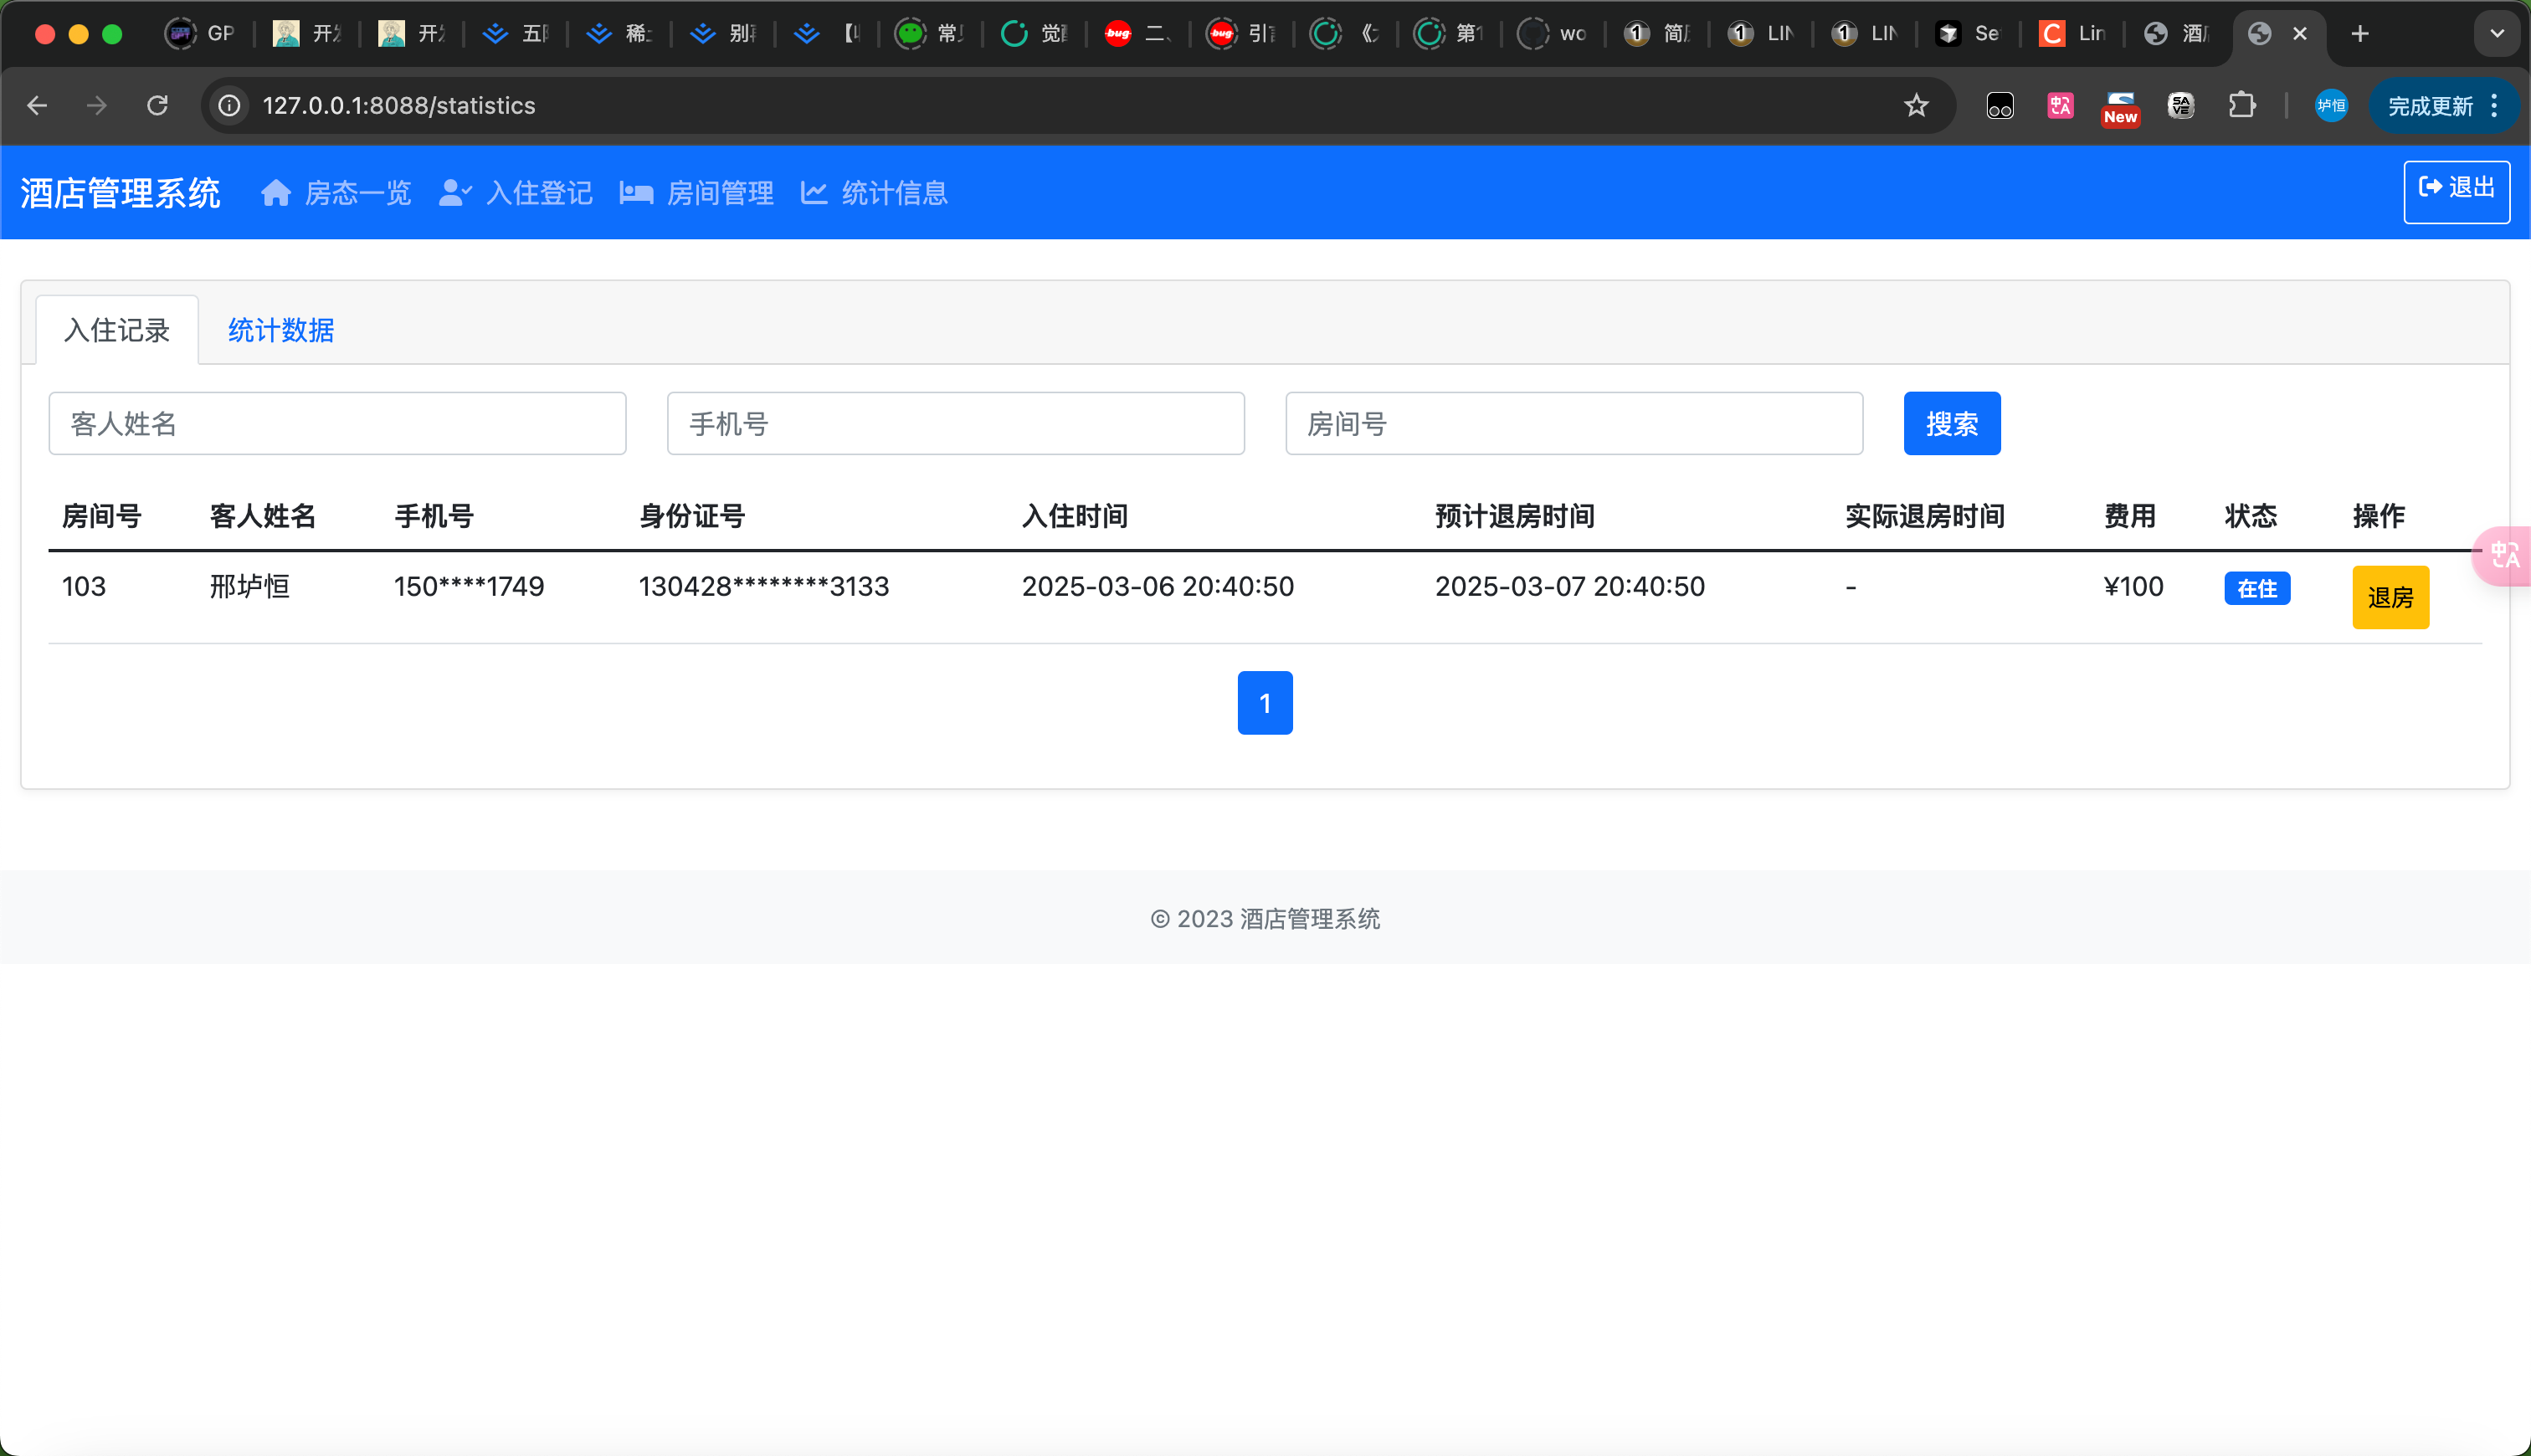 GP 开 开 五 稀 别 【 常 觉 二、 引 《 第1 wo 简 LIN LIN Se Lin 酒
127.0.0.1:8088/statistics
New
SAVE
垆恒
完成更新
酒店管理系统 房态一览 入住登记 房间管理 统计信息 退出
入住记录 统计数据
客人姓名 手机号 房间号 搜索
房间号 客人姓名 手机号 身份证号 入住时间 预计退房时间 实际退房时间 费用 状态 操作
103 邢垆恒 150****1749 130428********3133 2025-03-06 20:40:50 2025-03-07 20:40:50 - ¥100 在住 退房
1
© 2023 酒店管理系统